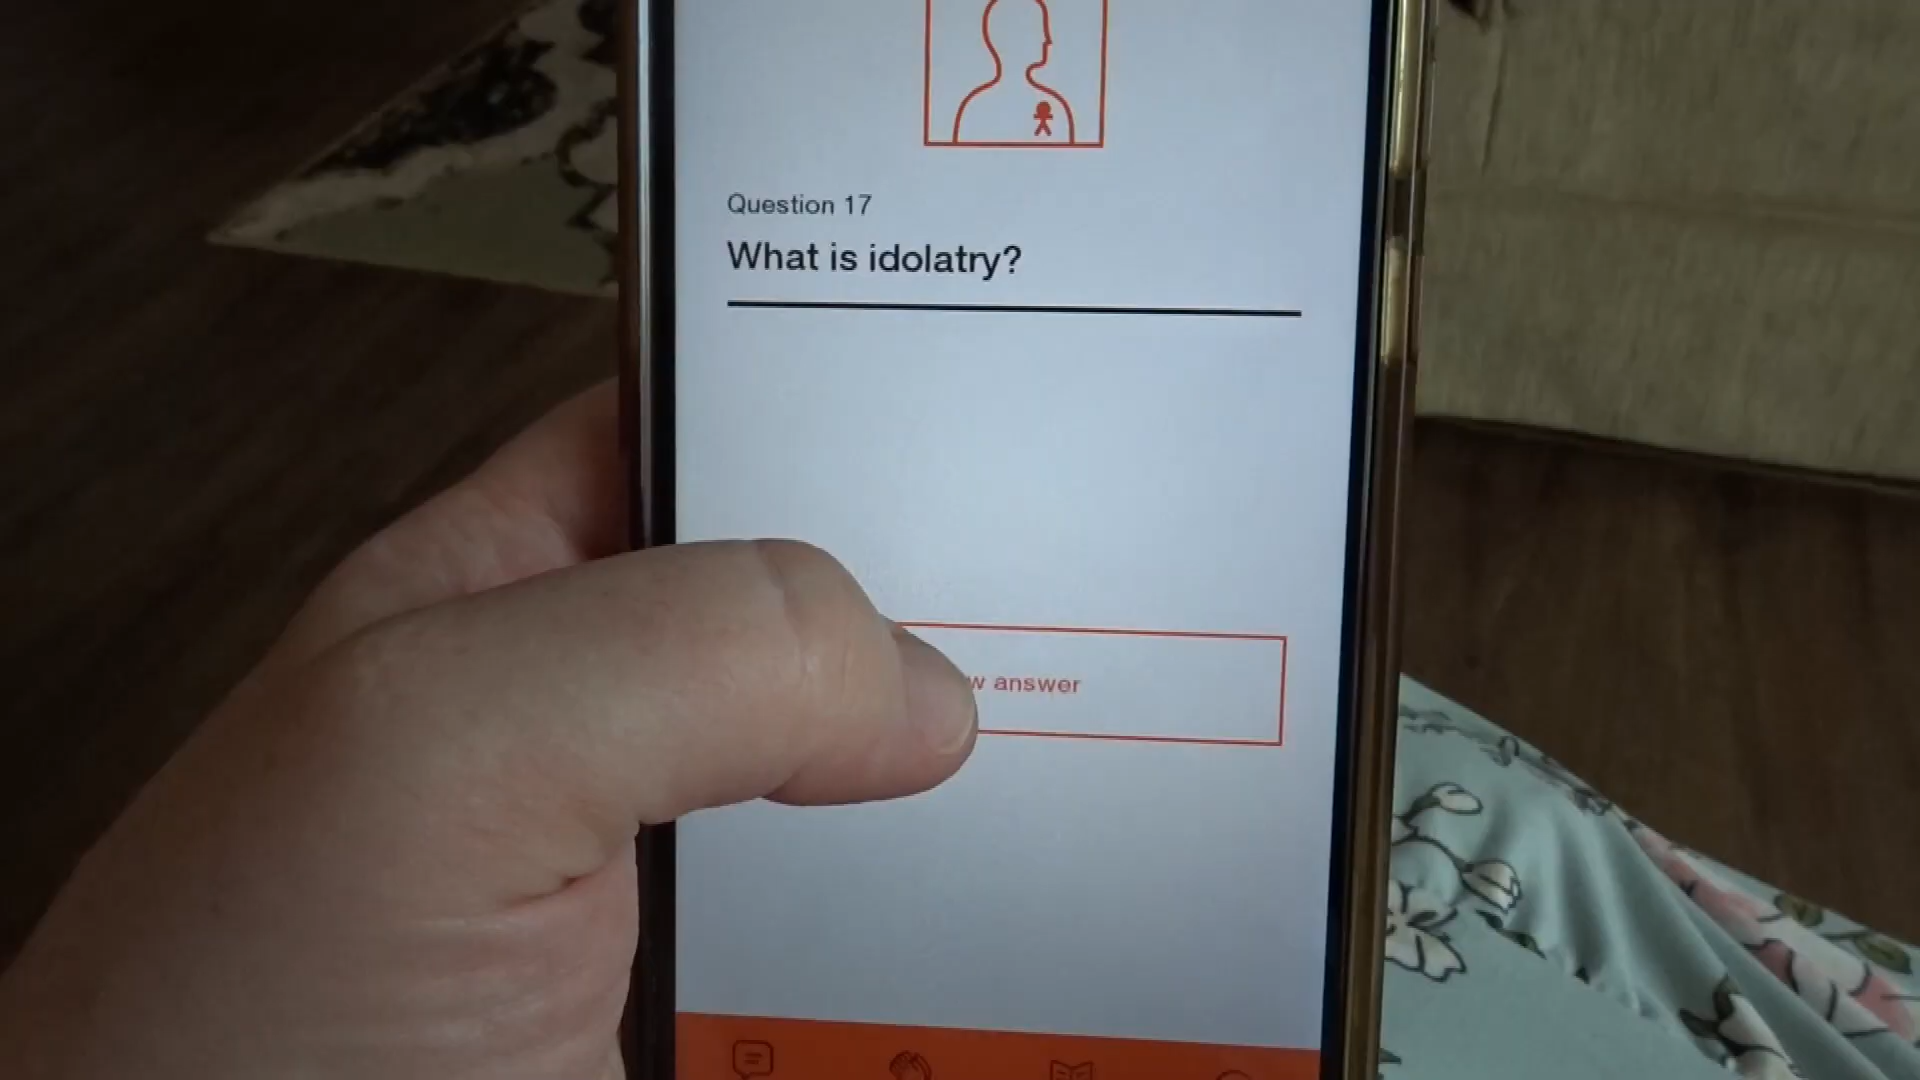 Question 17
What is idolatry?
answer